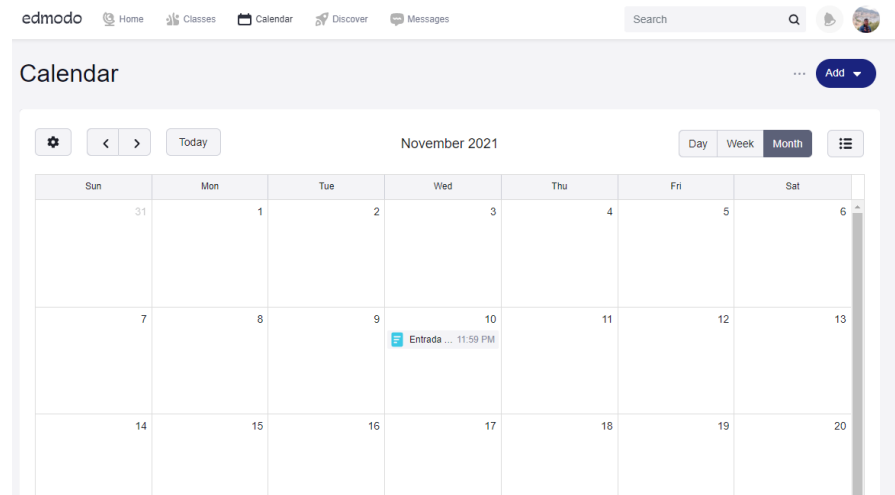 edmodo Home Classes Calendar Discover Messages Search
Calendar ... Add
Today November 2021 Day Week Month
Sun Mon Tue Wed Thu Fri Sat
31 1 2 3 4 5 6
7 8 9 10 11 12 13
Entrada ... 11:59 PM
14 15 16 17 18 19 20